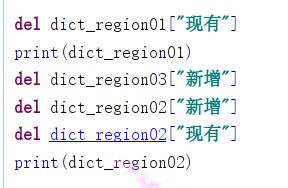 del dict_region01["现有"]
print(dict_region01)
del dict_region03["新增"]
del dict_region02["新增"]
del dict_region02["现有"]
print(dict_region02)